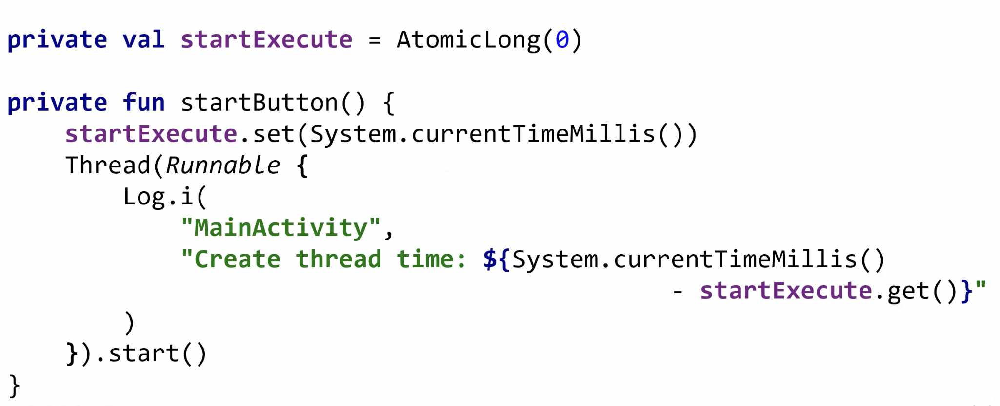 private val startExecute = AtomicLong(0)
private fun startButton() {
    startExecute.set(System.currentTimeMillis())
    Thread(Runnable {
        Log.i(
            "MainActivity",
            "Create thread time: ${System.currentTimeMillis()
                                              - startExecute.get()}"
        )
    }).start()
}